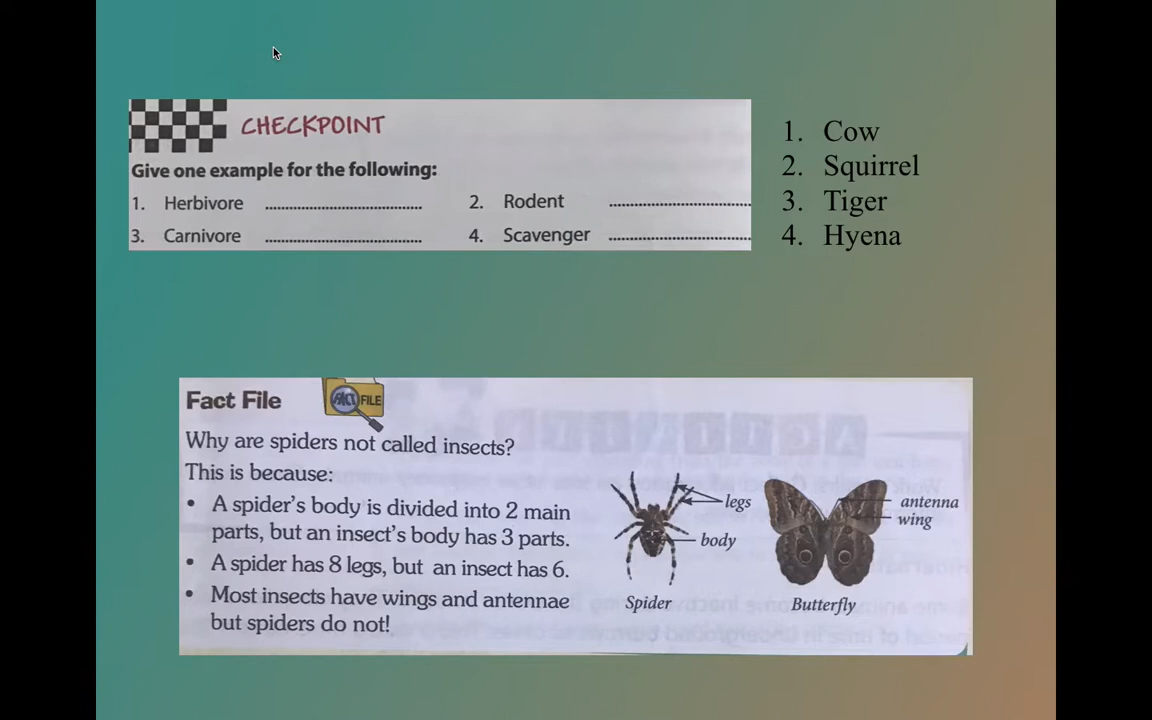 CHECKPOINT
Give one example for the following:
1. Herbivore ........................................
2. Rodent ........................................
3. Carnivore ........................................
4. Scavenger ........................................
1. Cow
2. Squirrel
3. Tiger
4. Hyena
Fact File
FACT FILE
Why are spiders not called insects?
This is because:
• A spider's body is divided into 2 main
parts, but an insect's body has 3 parts.
• A spider has 8 legs, but an insect has 6.
• Most insects have wings and antennae
but spiders do not!
legs
body
Spider
antenna
wing
Butterfly